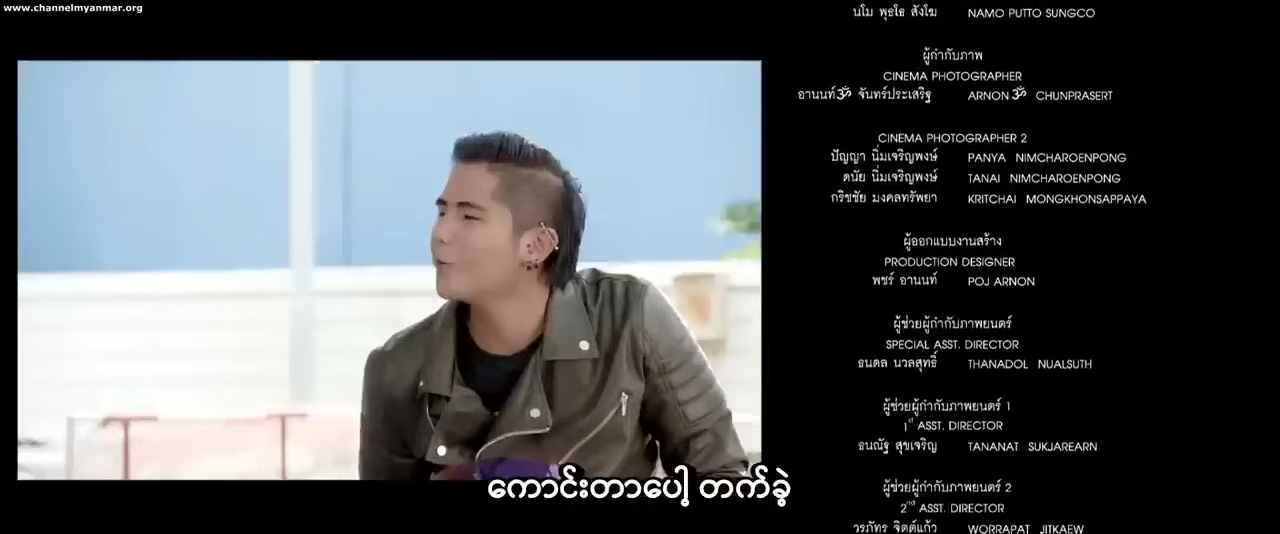 www.channelmyanmar.org
นโม พุธโธ สังโฆ NAMO PUTTO SUNGCO
ผู้กำกับภาพ
CINEMA PHOTOGRAPHER
อานนท์ॐ จันทร์ประเสริฐ ARNON ॐ CHUNPRASERT
CINEMA PHOTOGRAPHER 2
ปัญญา นิ่มเจริญพงษ์ PANYA NIMCHAROENPONG
ดนัย นิ่มเจริญพงษ์ TANAI NIMCHAROENPONG
กริชชัย มงคลทรัพยา KRITCHAI MONGKHONSAPPAYA
ผู้ออกแบบงานสร้าง
PRODUCTION DESIGNER
พชร์ อานนท์ POJ ARNON
ผู้ช่วยผู้กำกับภาพยนตร์
SPECIAL ASST. DIRECTOR
ธนดล นวลสุทธิ์ THANADOL NUALSUTH
ผู้ช่วยผู้กำกับภาพยนตร์ 1
1st ASST. DIRECTOR
ธนณัฐ สุขเจริญ TANANAT SUKJAREARN
ผู้ช่วยผู้กำกับภาพยนตร์ 2
2nd ASST. DIRECTOR
วรภัทร จิตต์แก้ว WORRAPAT JITKAEW
ကောင်းတာပေါ့ တက်ခဲ့